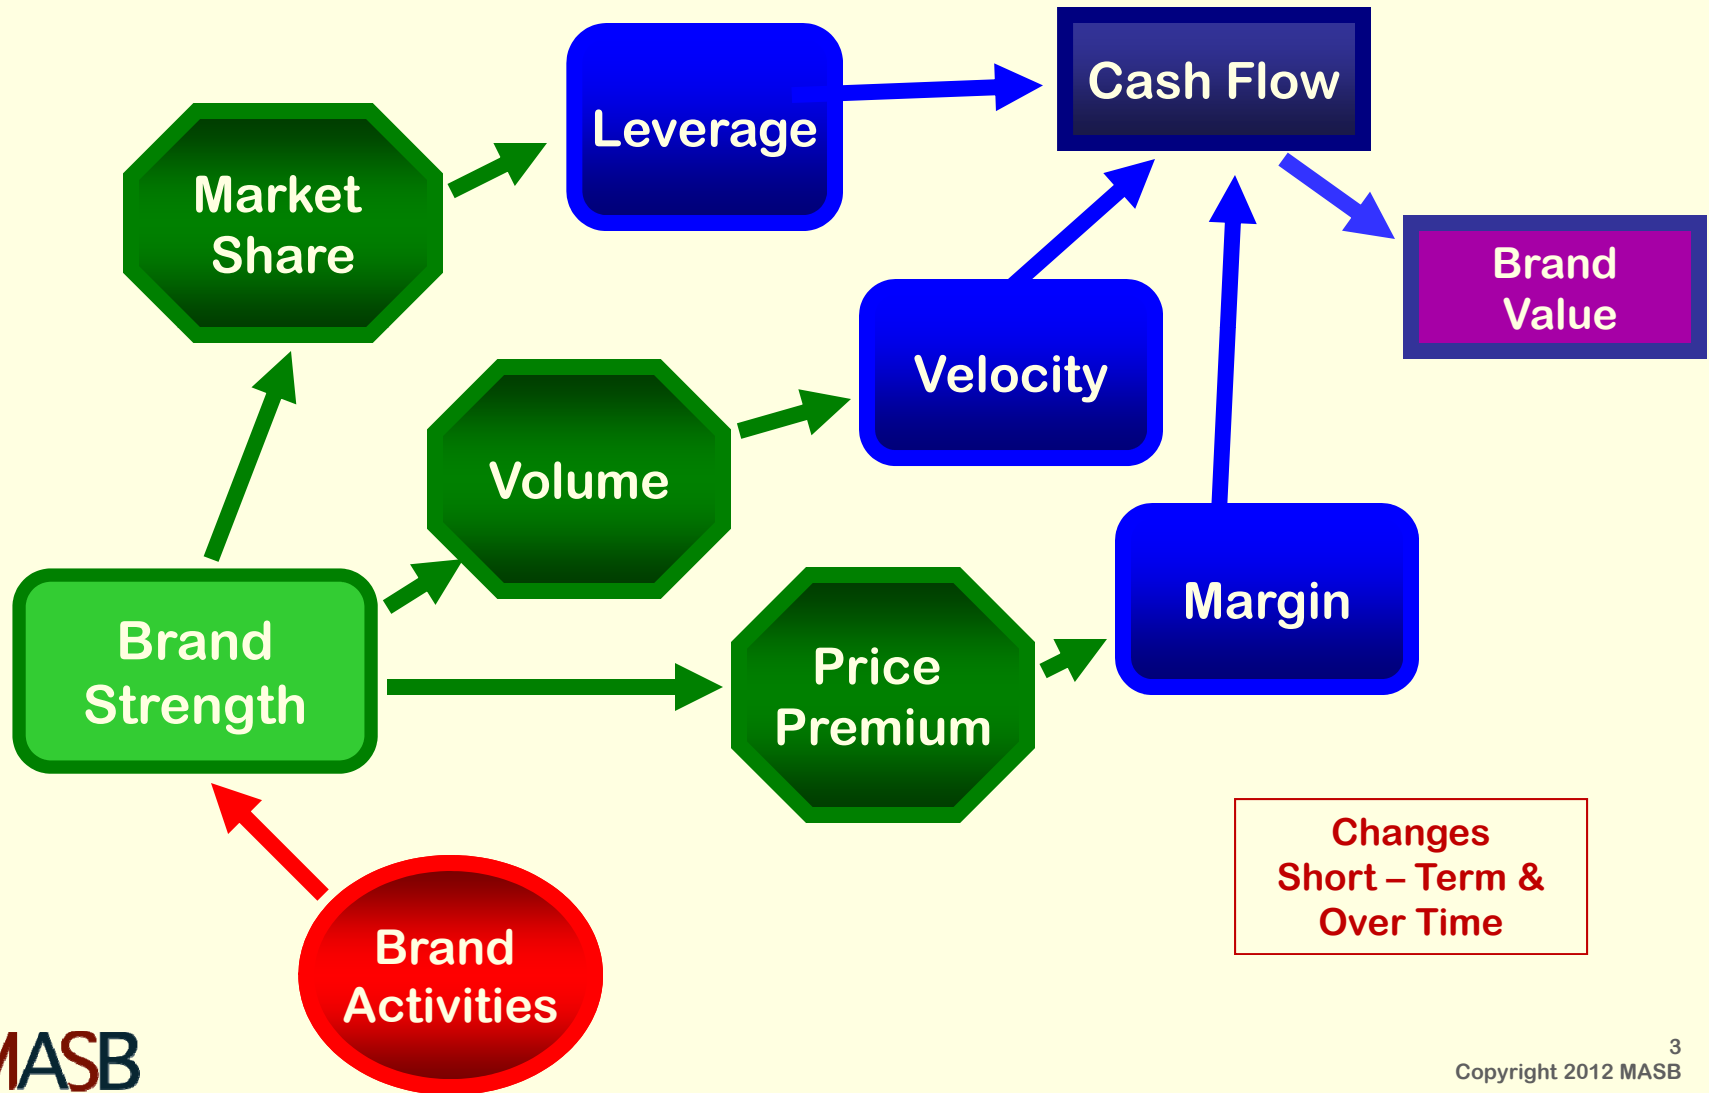 Leverage
Cash Flow
Market
Share
Brand
Value
Velocity
Volume
Margin
Brand
Strength
Price
Premium
Changes
Short – Term &
Over Time
Brand
Activities
MASB
3
Copyright 2012 MASB